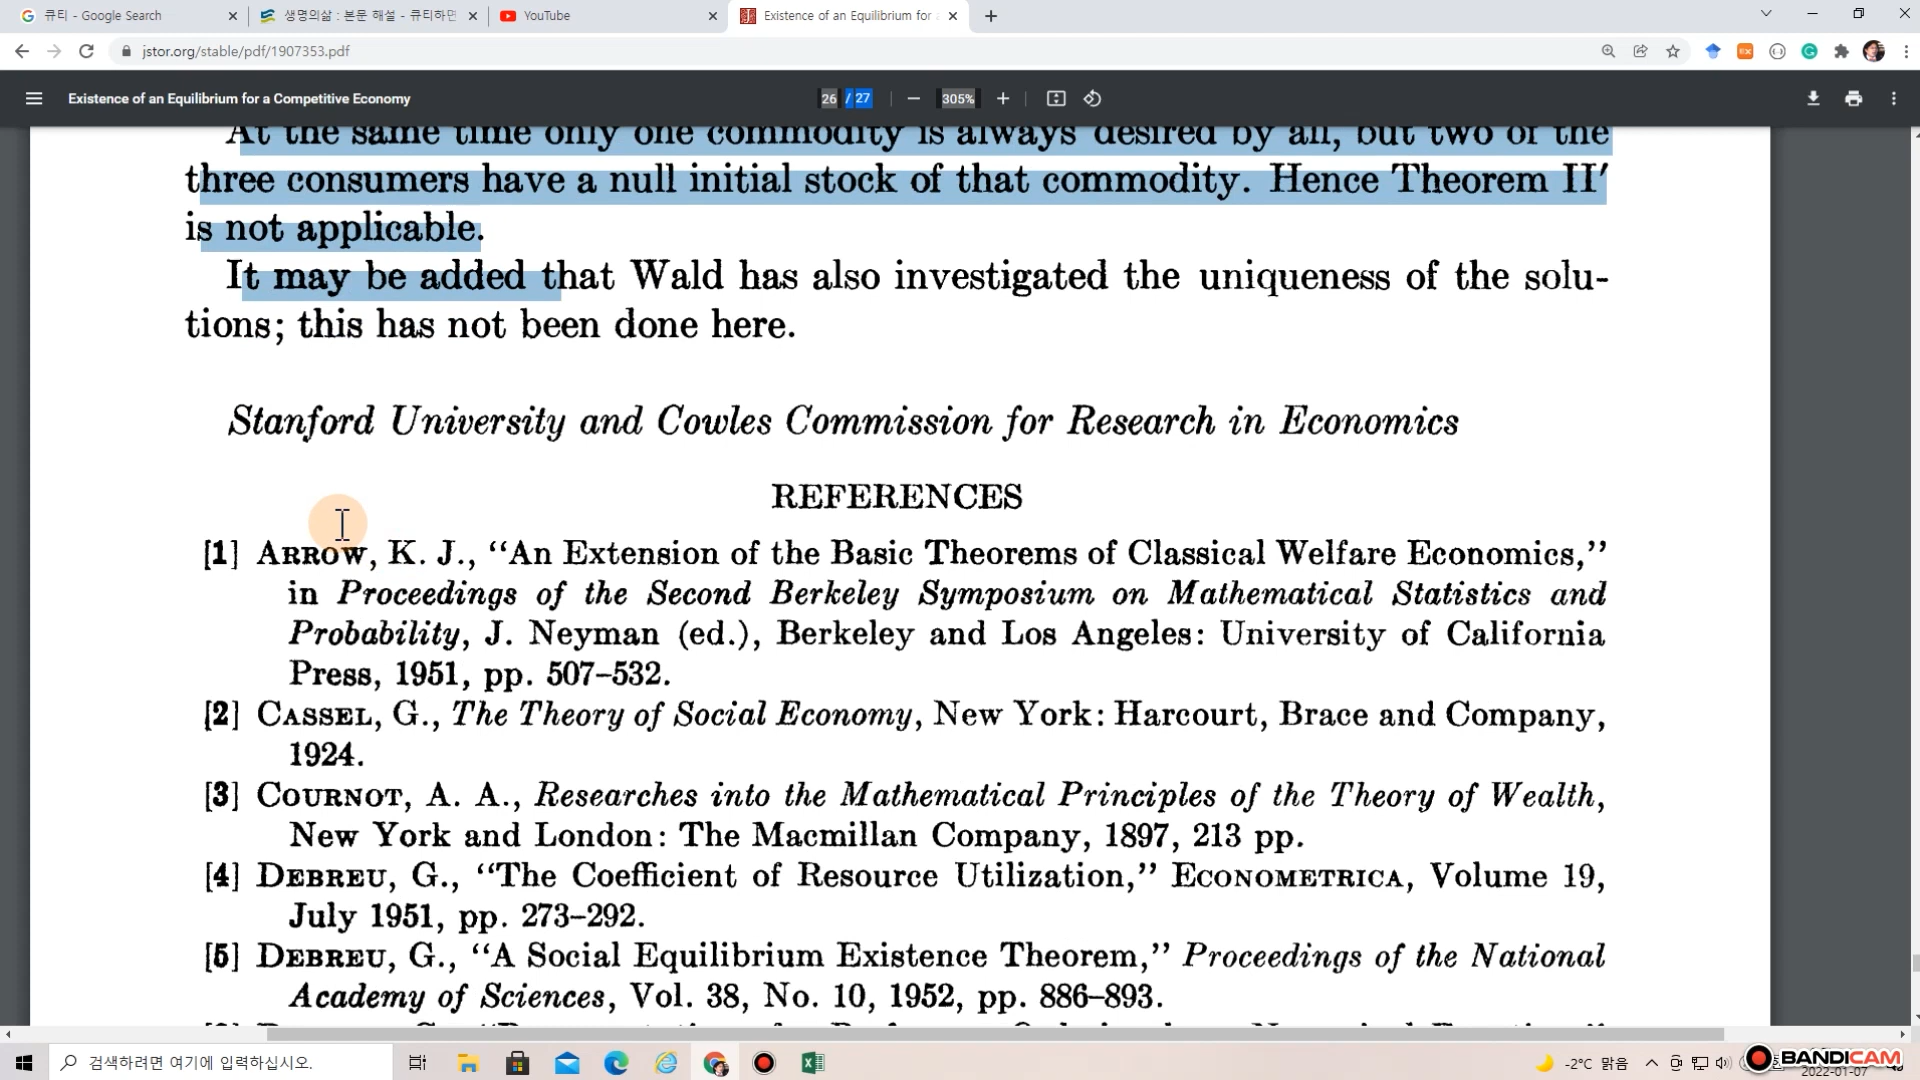 큐티 - Google Search
생명의삶 : 본문 해설 - 큐티하면
YouTube
Existence of an Equilibrium for a
jstor.org/stable/pdf/1907353.pdf
Existence of an Equilibrium for a Competitive Economy
26 / 27
305%
At the same time only one commodity is always desired by all, but two of the
three consumers have a null initial stock of that commodity. Hence Theorem II′
is not applicable.
It may be added that Wald has also investigated the uniqueness of the solu-
tions; this has not been done here.
Stanford University and Cowles Commission for Research in Economics
REFERENCES
[1] ARROW, K. J., “An Extension of the Basic Theorems of Classical Welfare Economics,”
in Proceedings of the Second Berkeley Symposium on Mathematical Statistics and
Probability, J. Neyman (ed.), Berkeley and Los Angeles: University of California
Press, 1951, pp. 507–532.
[2] CASSEL, G., The Theory of Social Economy, New York: Harcourt, Brace and Company,
1924.
[3] COURNOT, A. A., Researches into the Mathematical Principles of the Theory of Wealth,
New York and London: The Macmillan Company, 1897, 213 pp.
[4] DEBREU, G., “The Coefficient of Resource Utilization,” ECONOMETRICA, Volume 19,
July 1951, pp. 273–292.
[5] DEBREU, G., “A Social Equilibrium Existence Theorem,” Proceedings of the National
Academy of Sciences, Vol. 38, No. 10, 1952, pp. 886–893.
검색하려면 여기에 입력하십시오.
-2°C 맑음
BANDICAM
2022-01-07